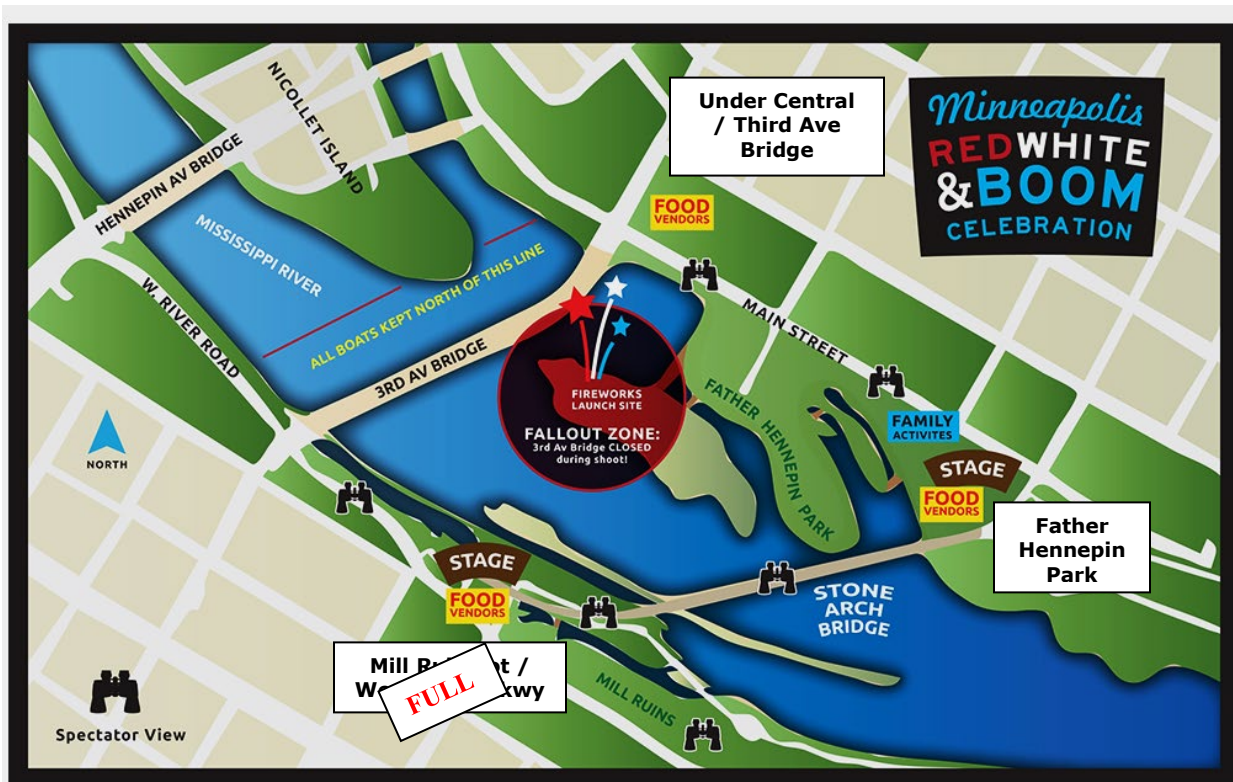 Under Central
/ Third Ave
Bridge
Minneapolis
RED WHITE
& BOOM
CELEBRATION
NICOLLET ISLAND
HENNEPIN AV BRIDGE
FOOD
VENDORS
MISSISSIPPI RIVER
ALL BOATS KEPT NORTH OF THIS LINE
W. RIVER ROAD
MAIN STREET
3RD AV BRIDGE
FIREWORKS
LAUNCH SITE
FALLOUT ZONE:
3rd Av Bridge CLOSED
during shoot!
FATHER HENNEPIN PARK
FAMILY
ACTIVITES
NORTH
STAGE
FOOD
VENDORS
Father
Hennepin
Park
STAGE
FOOD
VENDORS
STONE
ARCH
BRIDGE
Mill
/
FULL
MILL RUINS
Spectator View